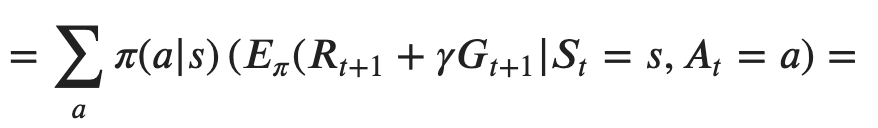 = ∑_a π(a|s) (E_π(R_{t+1} + γG_{t+1}|S_t = s, A_t = a) =